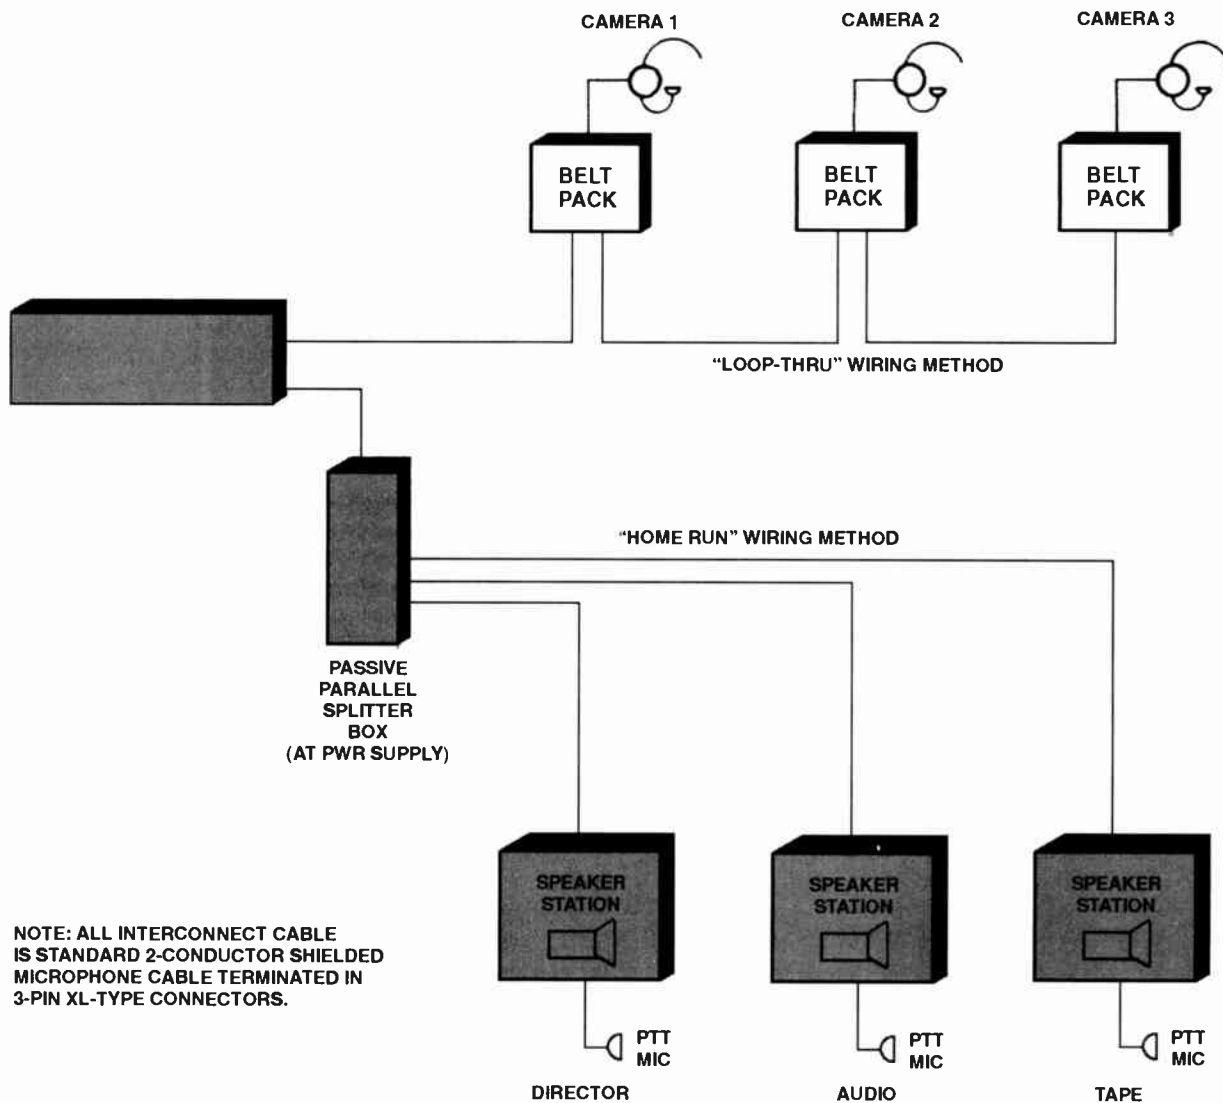 CAMERA 1
CAMERA 2
CAMERA 3
BELT
PACK
BELT
PACK
BELT
PACK
“LOOP-THRU” WIRING METHOD
“HOME RUN” WIRING METHOD
PASSIVE
PARALLEL
SPLITTER
BOX
(AT PWR SUPPLY)
SPEAKER
STATION
SPEAKER
STATION
SPEAKER
STATION
NOTE: ALL INTERCONNECT CABLE
IS STANDARD 2-CONDUCTOR SHIELDED
MICROPHONE CABLE TERMINATED IN
3-PIN XL-TYPE CONNECTORS.
PTT
MIC
PTT
MIC
PTT
MIC
DIRECTOR
AUDIO
TAPE